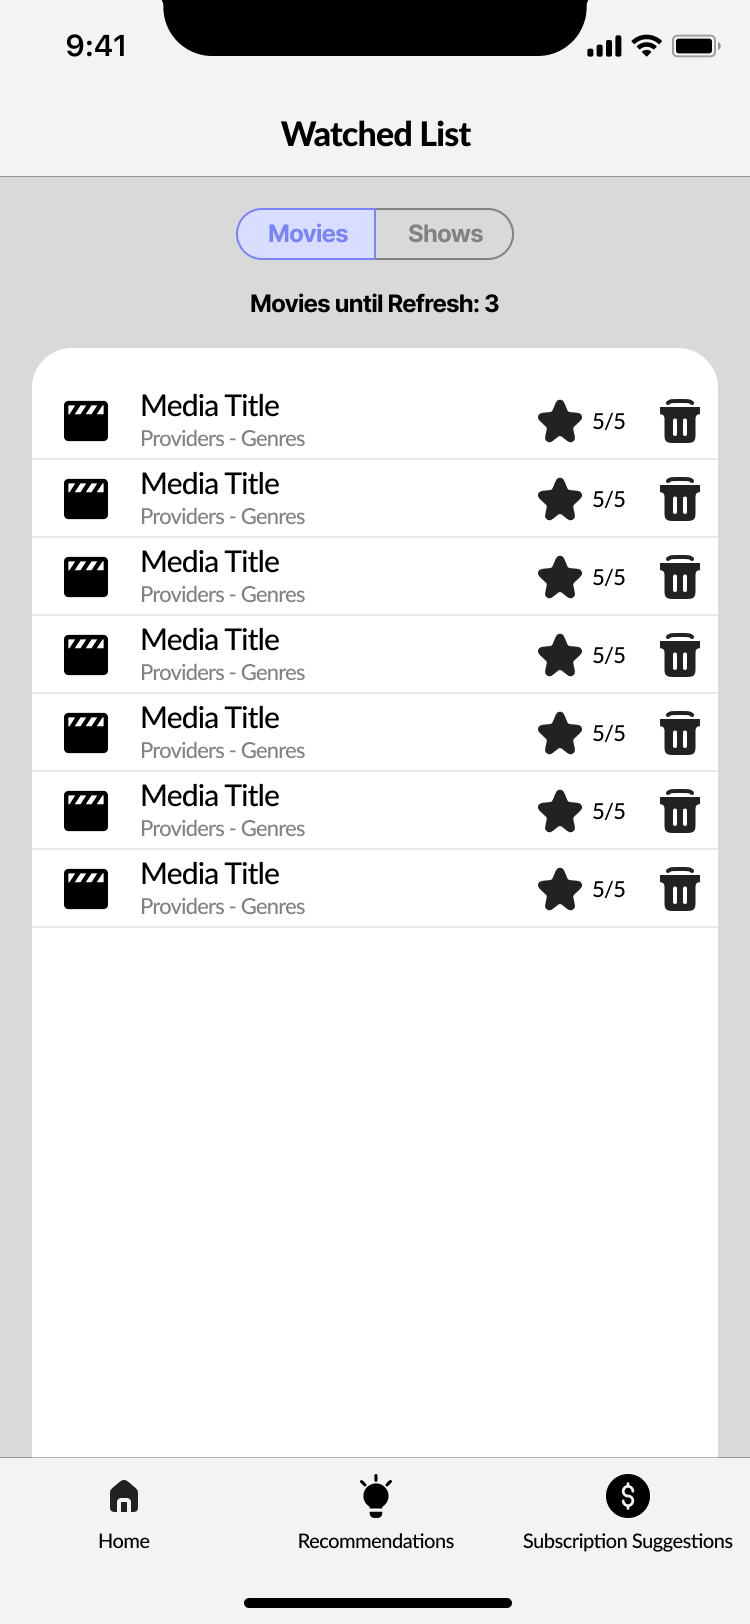 9:41
Watched List
Movies Shows
Movies until Refresh: 3
Media Title
Providers - Genres
5/5
Media Title
Providers - Genres
5/5
Media Title
Providers - Genres
5/5
Media Title
Providers - Genres
5/5
Media Title
Providers - Genres
5/5
Media Title
Providers - Genres
5/5
Media Title
Providers - Genres
5/5
$
Home Recommendations Subscription Suggestions